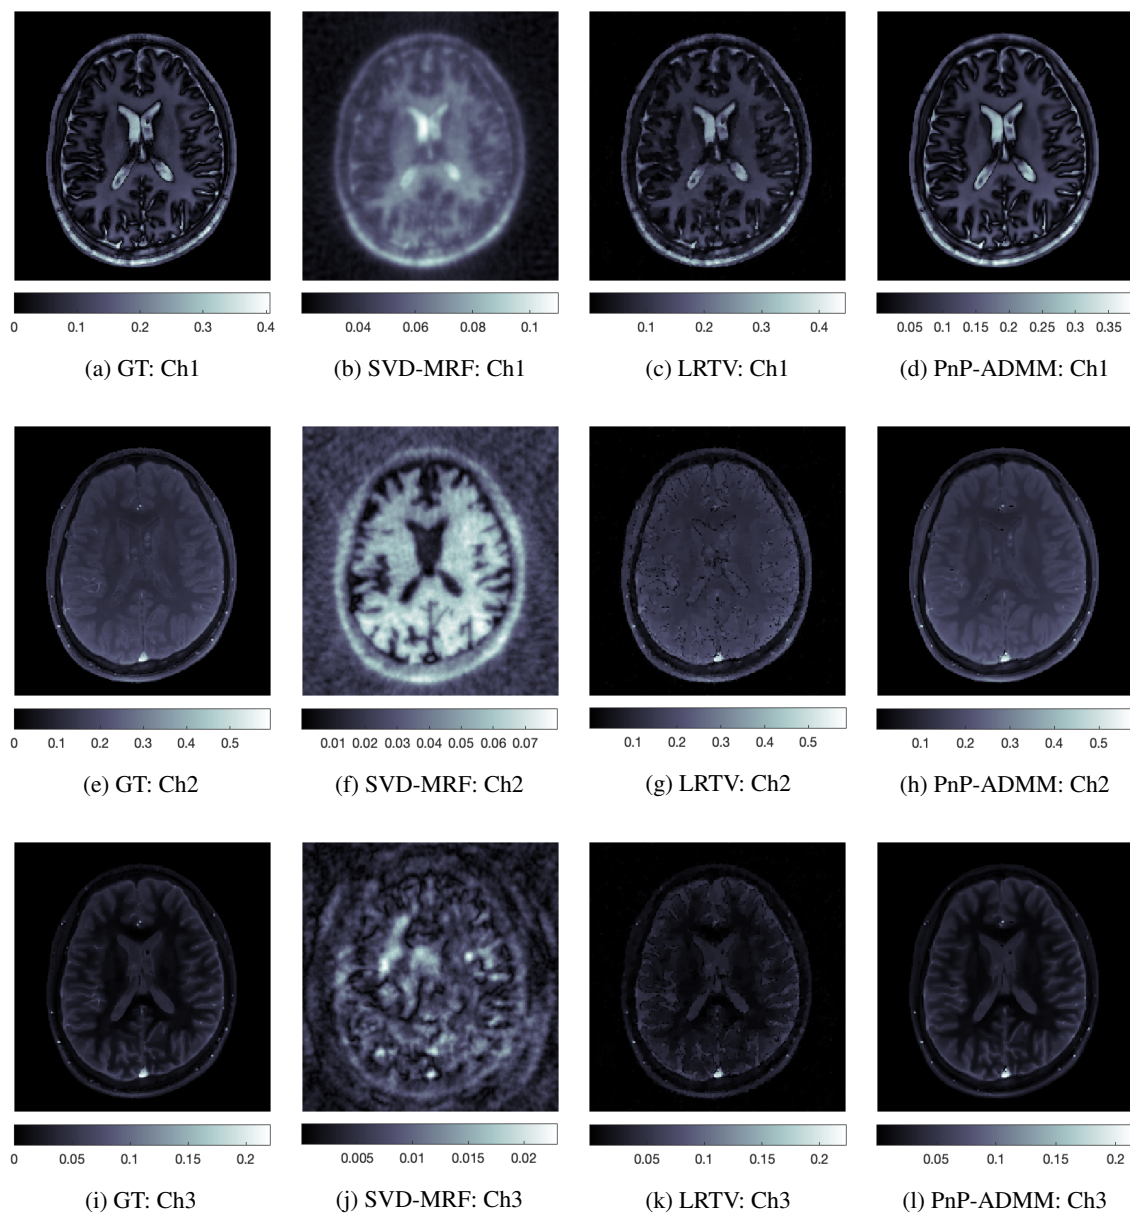 0 0.1 0.2 0.3 0.4
0.04 0.06 0.08 0.1
0.1 0.2 0.3 0.4
0.05 0.1 0.15 0.2 0.25 0.3 0.35
(a) GT: Ch1
(b) SVD-MRF: Ch1
(c) LRTV: Ch1
(d) PnP-ADMM: Ch1
0 0.1 0.2 0.3 0.4 0.5
0.01 0.02 0.03 0.04 0.05 0.06 0.07
0.1 0.2 0.3 0.4 0.5
0.1 0.2 0.3 0.4 0.5
(e) GT: Ch2
(f) SVD-MRF: Ch2
(g) LRTV: Ch2
(h) PnP-ADMM: Ch2
0 0.05 0.1 0.15 0.2
0.005 0.01 0.015 0.02
0.05 0.1 0.15 0.2
0.05 0.1 0.15 0.2
(i) GT: Ch3
(j) SVD-MRF: Ch3
(k) LRTV: Ch3
(l) PnP-ADMM: Ch3